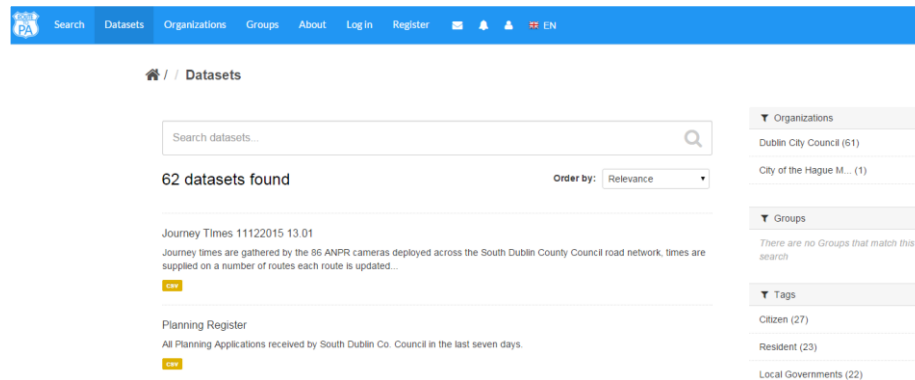 ROUTE
PA
Search Datasets Organizations Groups About Log in Register EN
/ / Datasets
Search datasets...
62 datasets found
Order by: Relevance
Journey TImes 11122015 13.01
Journey times are gathered by the 86 ANPR cameras deployed across the South Dublin County Council road network, times are
supplied on a number of routes each route is updated...
CSV
Planning Register
All Planning Applications received by South Dublin Co. Council in the last seven days.
CSV
Organizations
Dublin City Council (61)
City of the Hague M... (1)
Groups
There are no Groups that match this
search
Tags
Citizen (27)
Resident (23)
Local Governments (22)